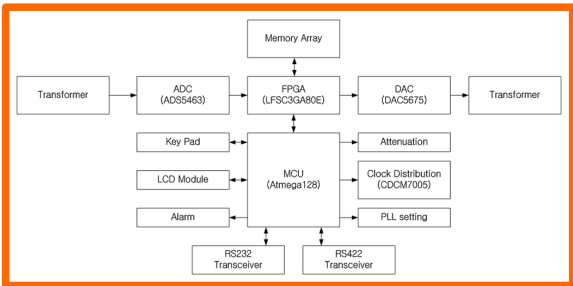 Memory Array
Transformer
ADC
(ADS5463)
FPGA
(LFSC3GA80E)
DAC
(DAC5675)
Transformer
Key Pad
MCU
(Atmega128)
Attenuation
LCD Module
Clock Distribution
(CDCM7005)
Alarm
PLL setting
RS232
Transceiver
RS422
Transceiver